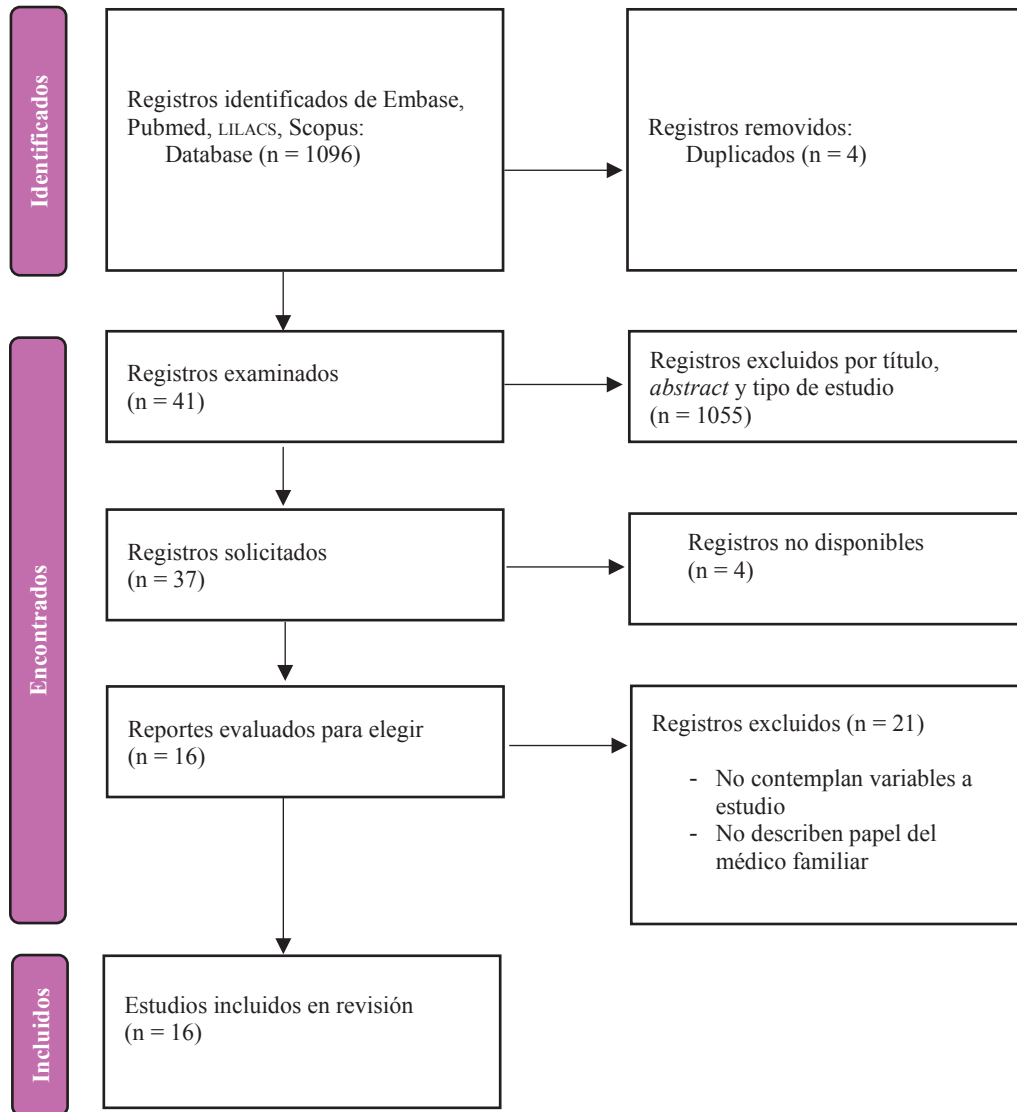 Identificados
Registros identificados de Embase,
Pubmed, LILACS, Scopus:
Database (n = 1096)
Registros removidos:
Duplicados (n = 4)
Encontrados
Registros examinados
(n = 41)
Registros excluidos por título,
abstract y tipo de estudio
(n = 1055)
Registros solicitados
(n = 37)
Registros no disponibles
(n = 4)
Reportes evaluados para elegir
(n = 16)
Registros excluidos (n = 21)
- No contemplan variables a
estudio
- No describen papel del
médico familiar
Incluidos
Estudios incluidos en revisión
(n = 16)